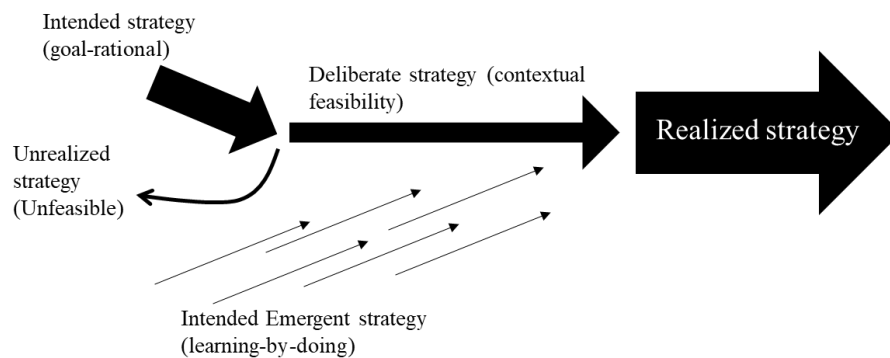 Intended strategy
(goal-rational)
Deliberate strategy (contextual
feasibility)
Realized strategy
Unrealized
strategy
(Unfeasible)
Intended Emergent strategy
(learning-by-doing)